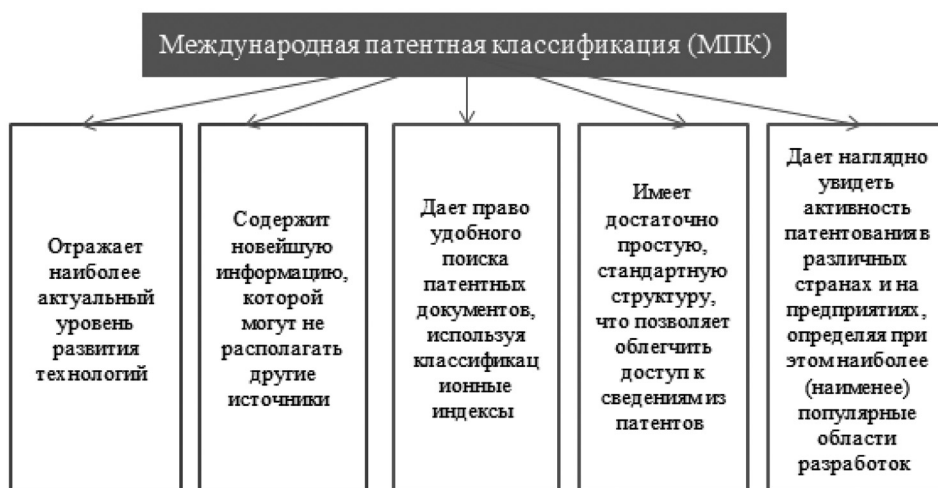 Международная патентная классификация (МПК)
Отражает
наиболее
актуальный
уровень
развития
технологий
Содержит
новейшую
информацию,
которой
могут не
располагать
другие
источники
Дает право
удобного
поиска
патентных
документов,
используя
классификац
ионные
индексы
Имеет
достаточно
простую,
стандартную
структуру,
что позволяет
облегчить
доступ к
сведениям из
патентов
Дает наглядно
увидеть
активность
патентования в
различных
странах и на
предприятиях,
определяя при
этом наиболее
(наименее)
популярные
области
разработок